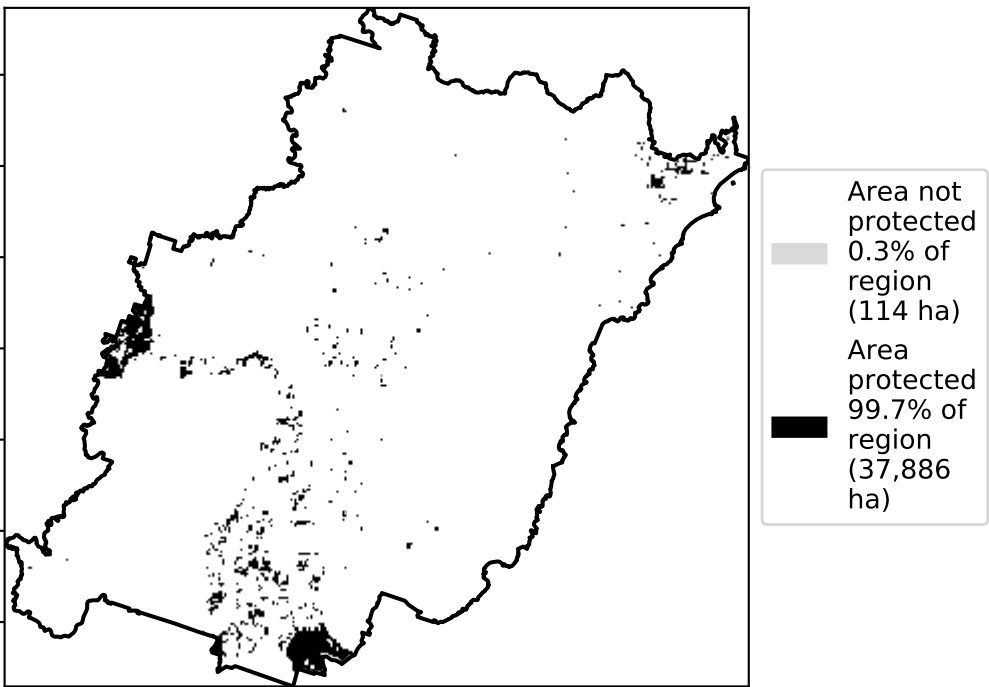 Area not
protected
0.3% of
region
(114 ha)
Area
protected
99.7% of
region
(37,886
ha)